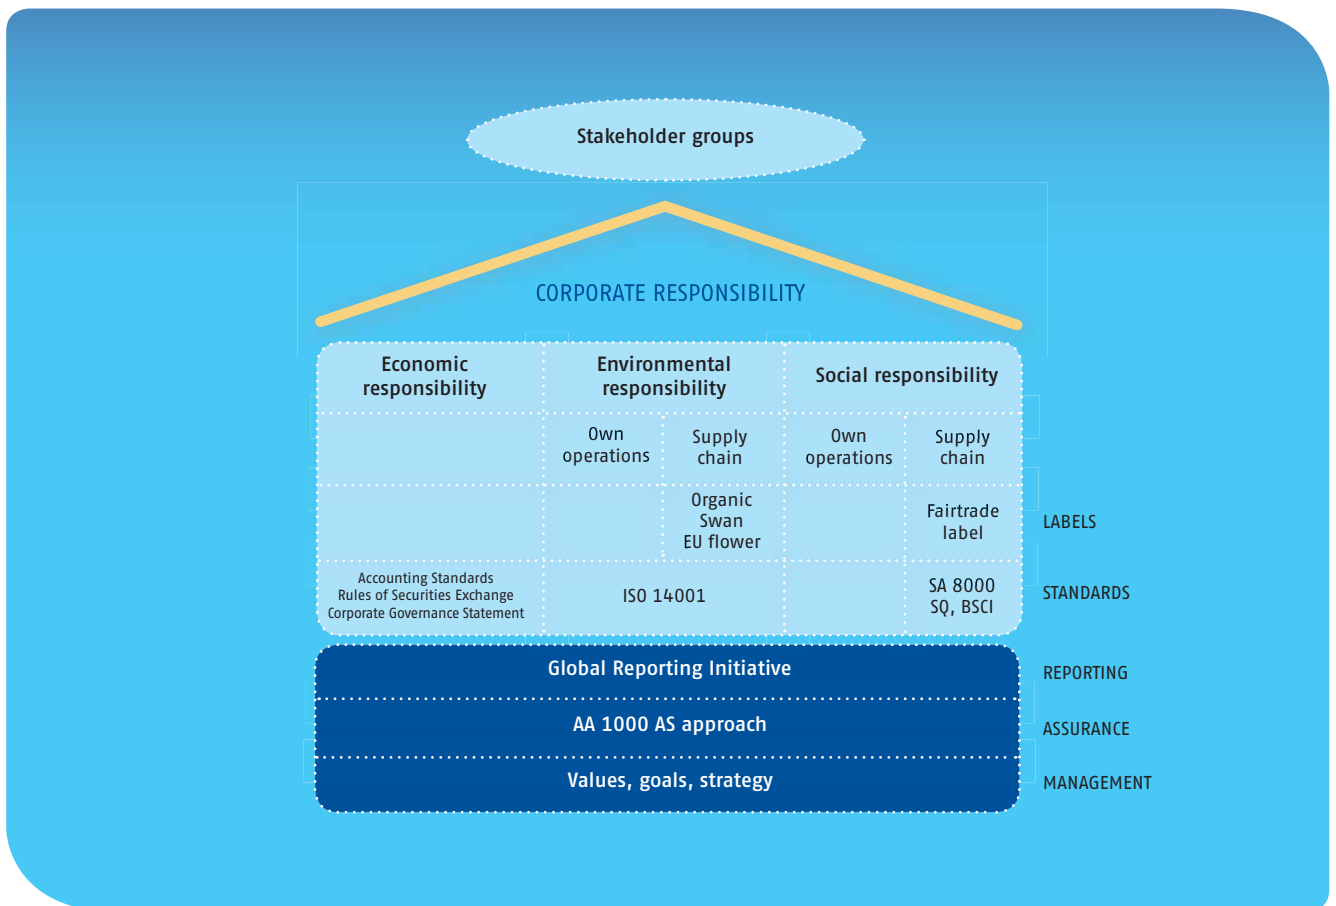 Stakeholder groups
CORPORATE RESPONSIBILITY
Economic
responsibility
Environmental
responsibility
Social responsibility
Own
operations
Supply
chain
Own
operations
Supply
chain
Organic
Swan
EU flower
Fairtrade
label
LABELS
Accounting Standards
Rules of Securities Exchange
Corporate Governance Statement
ISO 14001
SA 8000
SQ, BSCI
STANDARDS
Global Reporting Initiative
REPORTING
AA 1000 AS approach
ASSURANCE
Values, goals, strategy
MANAGEMENT